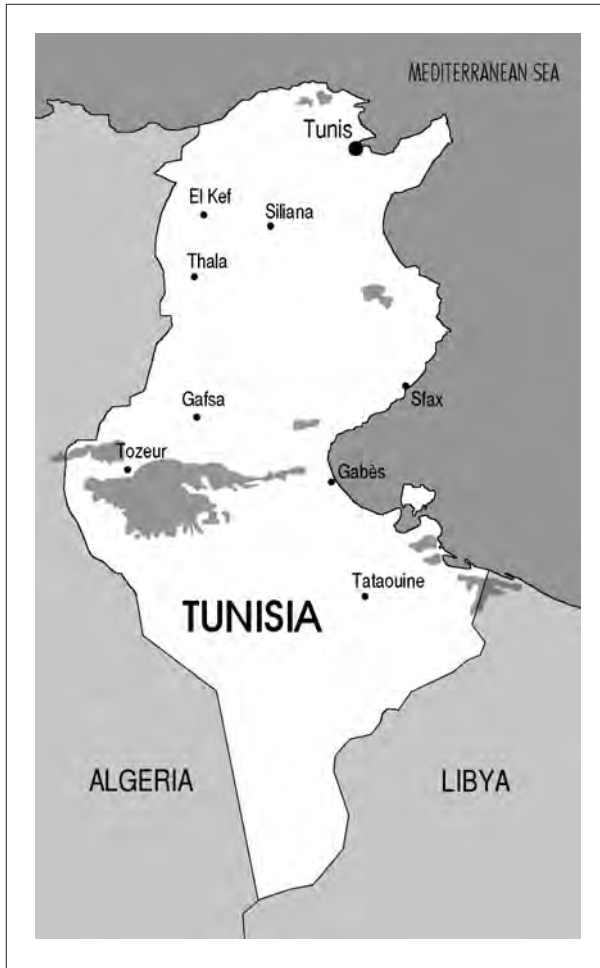 MEDITERRANEAN SEA
Tunis
El Kef
Siliana
Thala
Gafsa
Sfax
Tozeur
Gabès
Tataouine
TUNISIA
ALGERIA
LIBYA